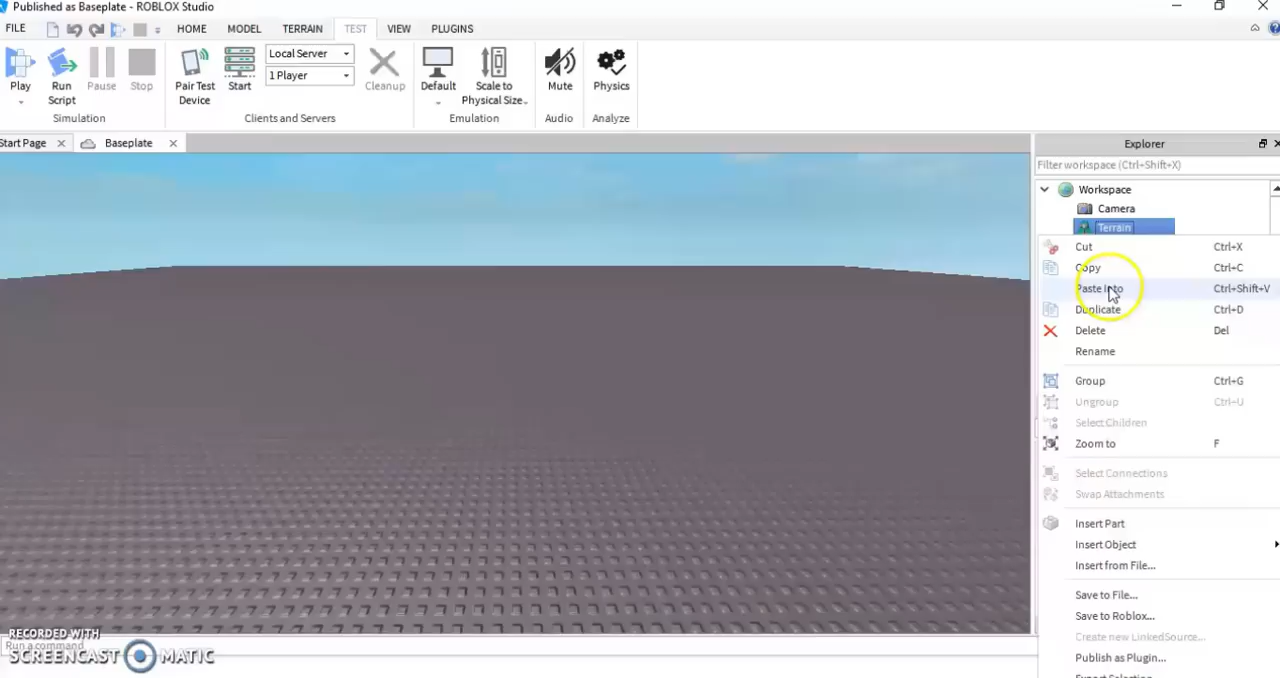 Published as Baseplate - ROBLOX Studio
FILE HOME MODEL TERRAIN TEST VIEW PLUGINS
Play Run Script Pause Stop
Simulation
Pair Test Device Start Local Server 1 Player Cleanup
Clients and Servers
Default Scale to Physical Size..
Emulation
Mute
Audio
Physics
Analyze
Start Page Baseplate
Explorer
Filter workspace (Ctrl+Shift+X)
Workspace
Camera
Terrain
Cut Ctrl+X
Copy Ctrl+C
Paste Into Ctrl+Shift+V
Duplicate Ctrl+D
Delete Del
Rename
Group Ctrl+G
Ungroup Ctrl+U
Select Children
Zoom to F
Select Connections
Swap Attachments
Insert Part
Insert Object
Insert from File...
Save to File...
Save to Roblox...
Create new LinkedSource...
Publish as Plugin...
Export Selection
RECORDED WITH
Run a command
SCREENCAST MATIC